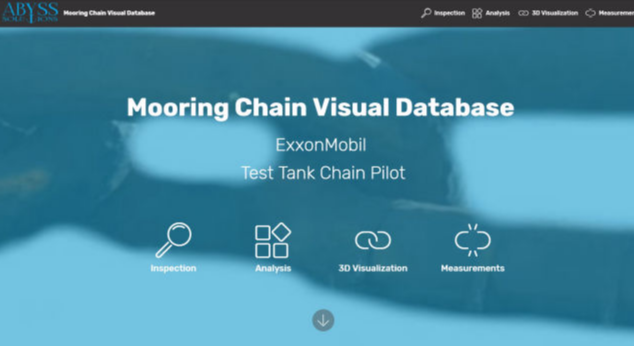 ABYSS
SOLUTIONS
Mooring Chain Visual Database
Inspection
Analysis
3D Visualization
Measuremen
Mooring Chain Visual Database
ExxonMobil
Test Tank Chain Pilot
Inspection
Analysis
3D Visualization
Measurements